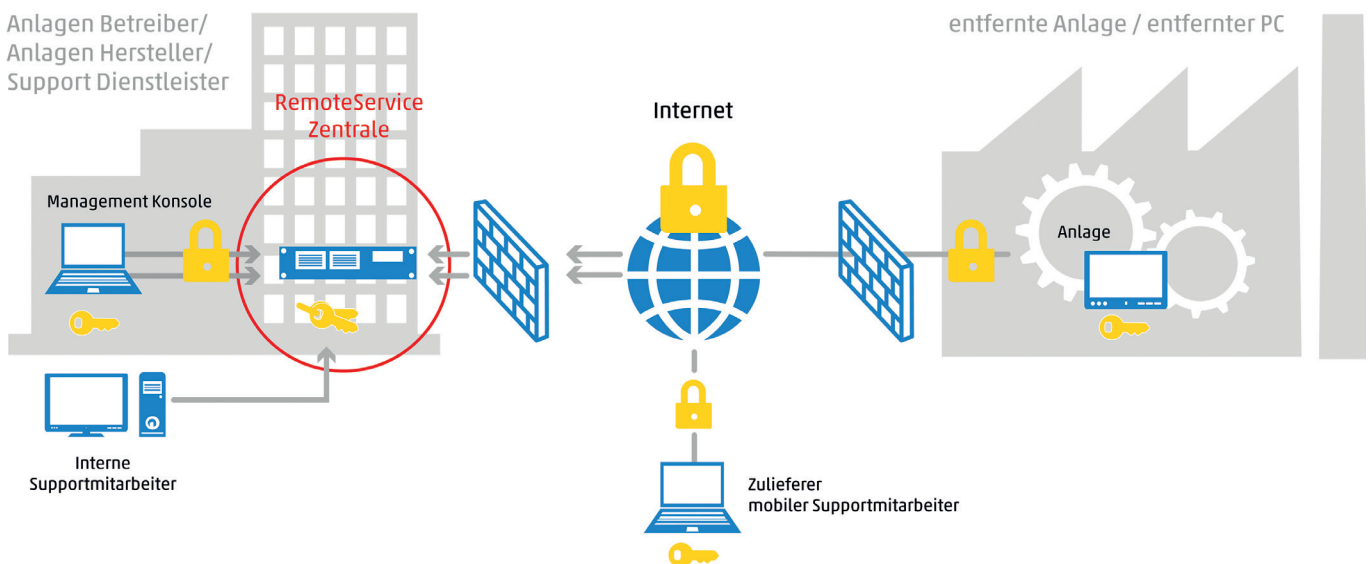 Anlagen Betreiber/
Anlagen Hersteller/
Support Dienstleister
entfernte Anlage / entfernter PC
RemoteService
Zentrale
Internet
Management Konsole
Anlage
Interne
Supportmitarbeiter
Zulieferer
mobiler Supportmitarbeiter